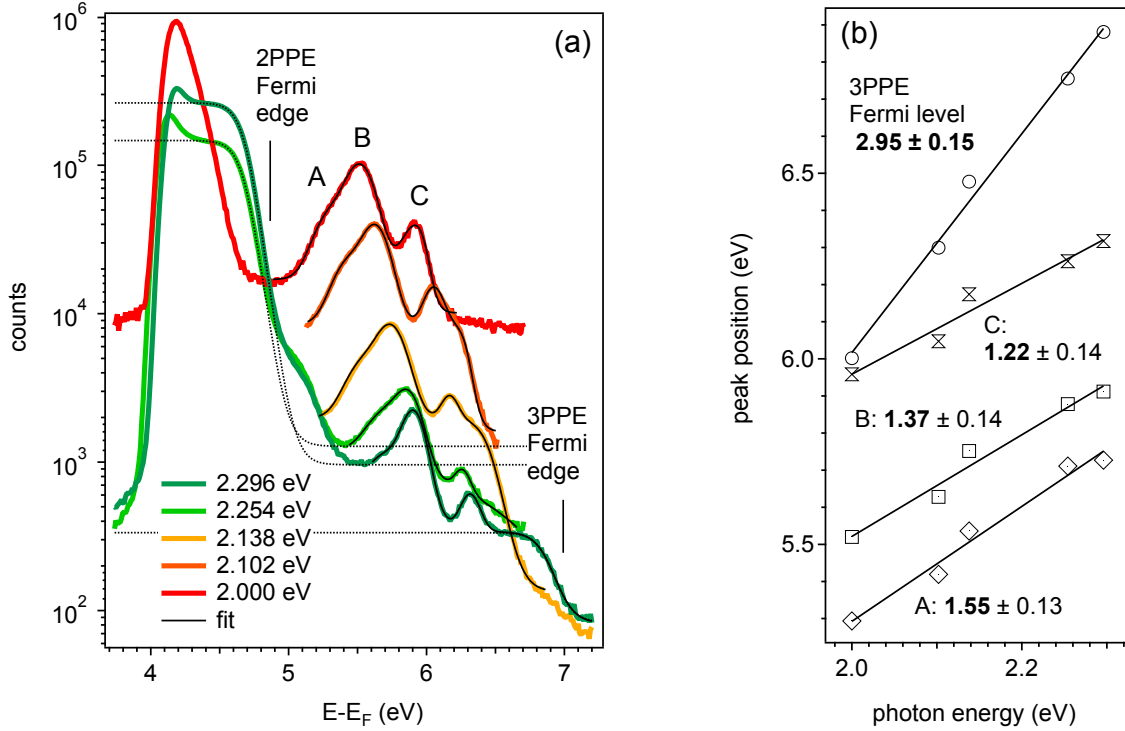 (a)
10^6
10^5
10^4
10^3
10^2
counts
2PPE
Fermi
edge
A
B
C
3PPE
Fermi
edge
2.296 eV
2.254 eV
2.138 eV
2.102 eV
2.000 eV
fit
4
5
6
7
E-E_F (eV)
(b)
3PPE
Fermi level
2.95 ± 0.15
6.5
6.0
5.5
peak position (eV)
C:
1.22 ± 0.14
B: 1.37 ± 0.14
A: 1.55 ± 0.13
2.0
2.2
photon energy (eV)